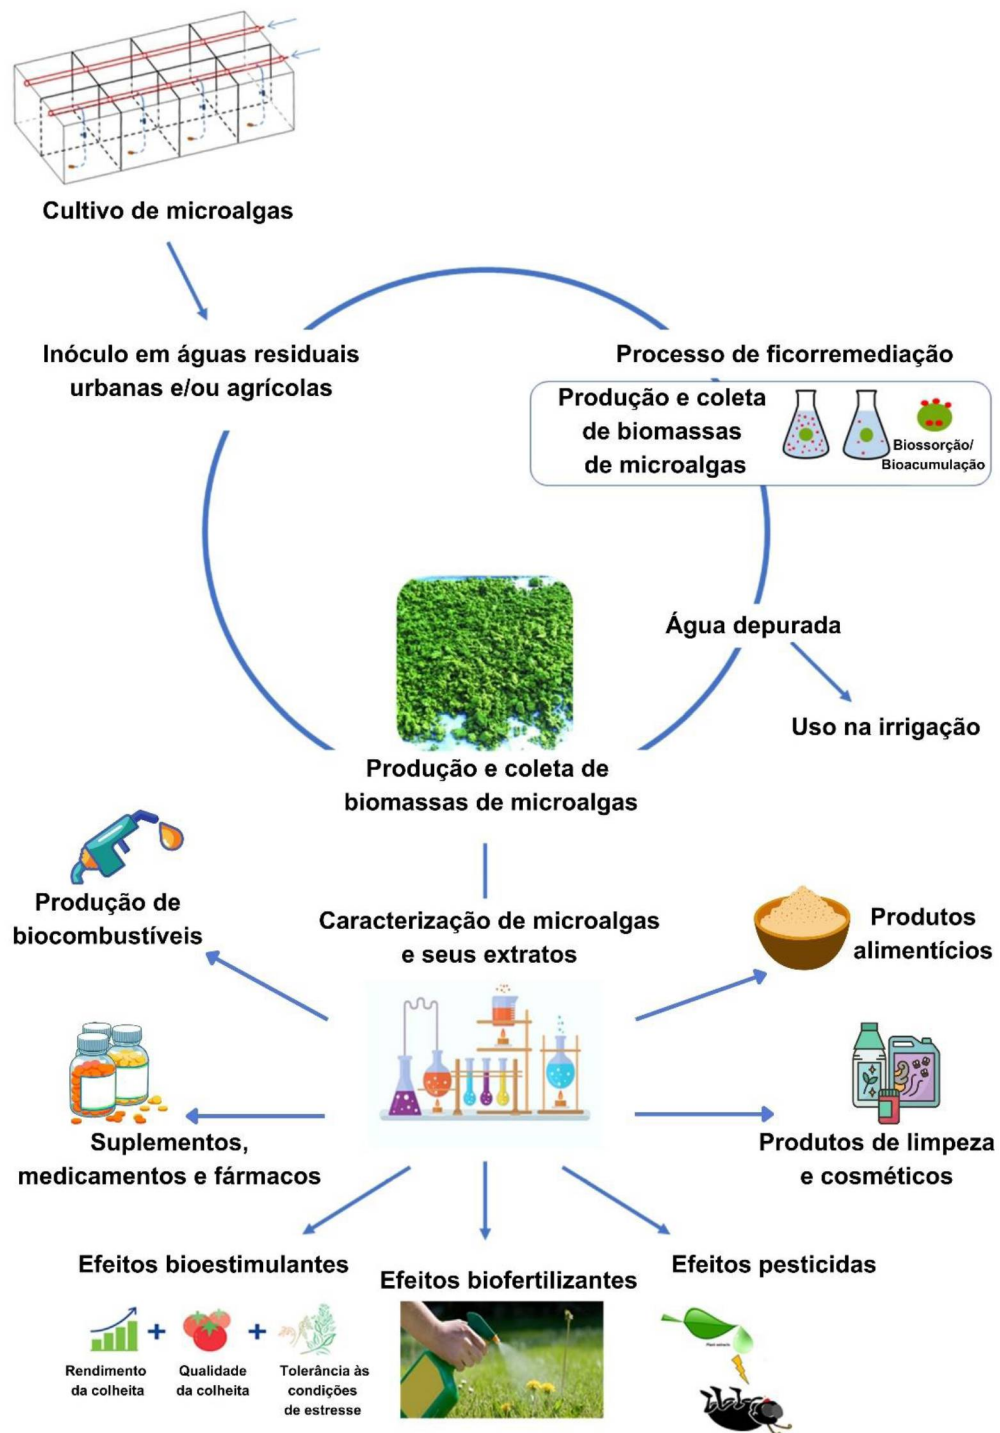 Cultivo de microalgas
Inóculo em águas residuais
urbanas e/ou agrícolas
Processo de ficorremediação
Produção e coleta
de biomassas
de microalgas
Biossorção/
Bioacumulação
Água depurada
Uso na irrigação
Produção e coleta de
biomassas de microalgas
Produção de
biocombustíveis
Caracterização de microalgas
e seus extratos
Produtos
alimentícios
Suplementos,
medicamentos e fármacos
Produtos de limpeza
e cosméticos
Efeitos bioestimulantes
Efeitos biofertilizantes
Efeitos pesticidas
Rendimento
da colheita
+
Qualidade
da colheita
+
Tolerância às
condições
de estresse
Plant extracts